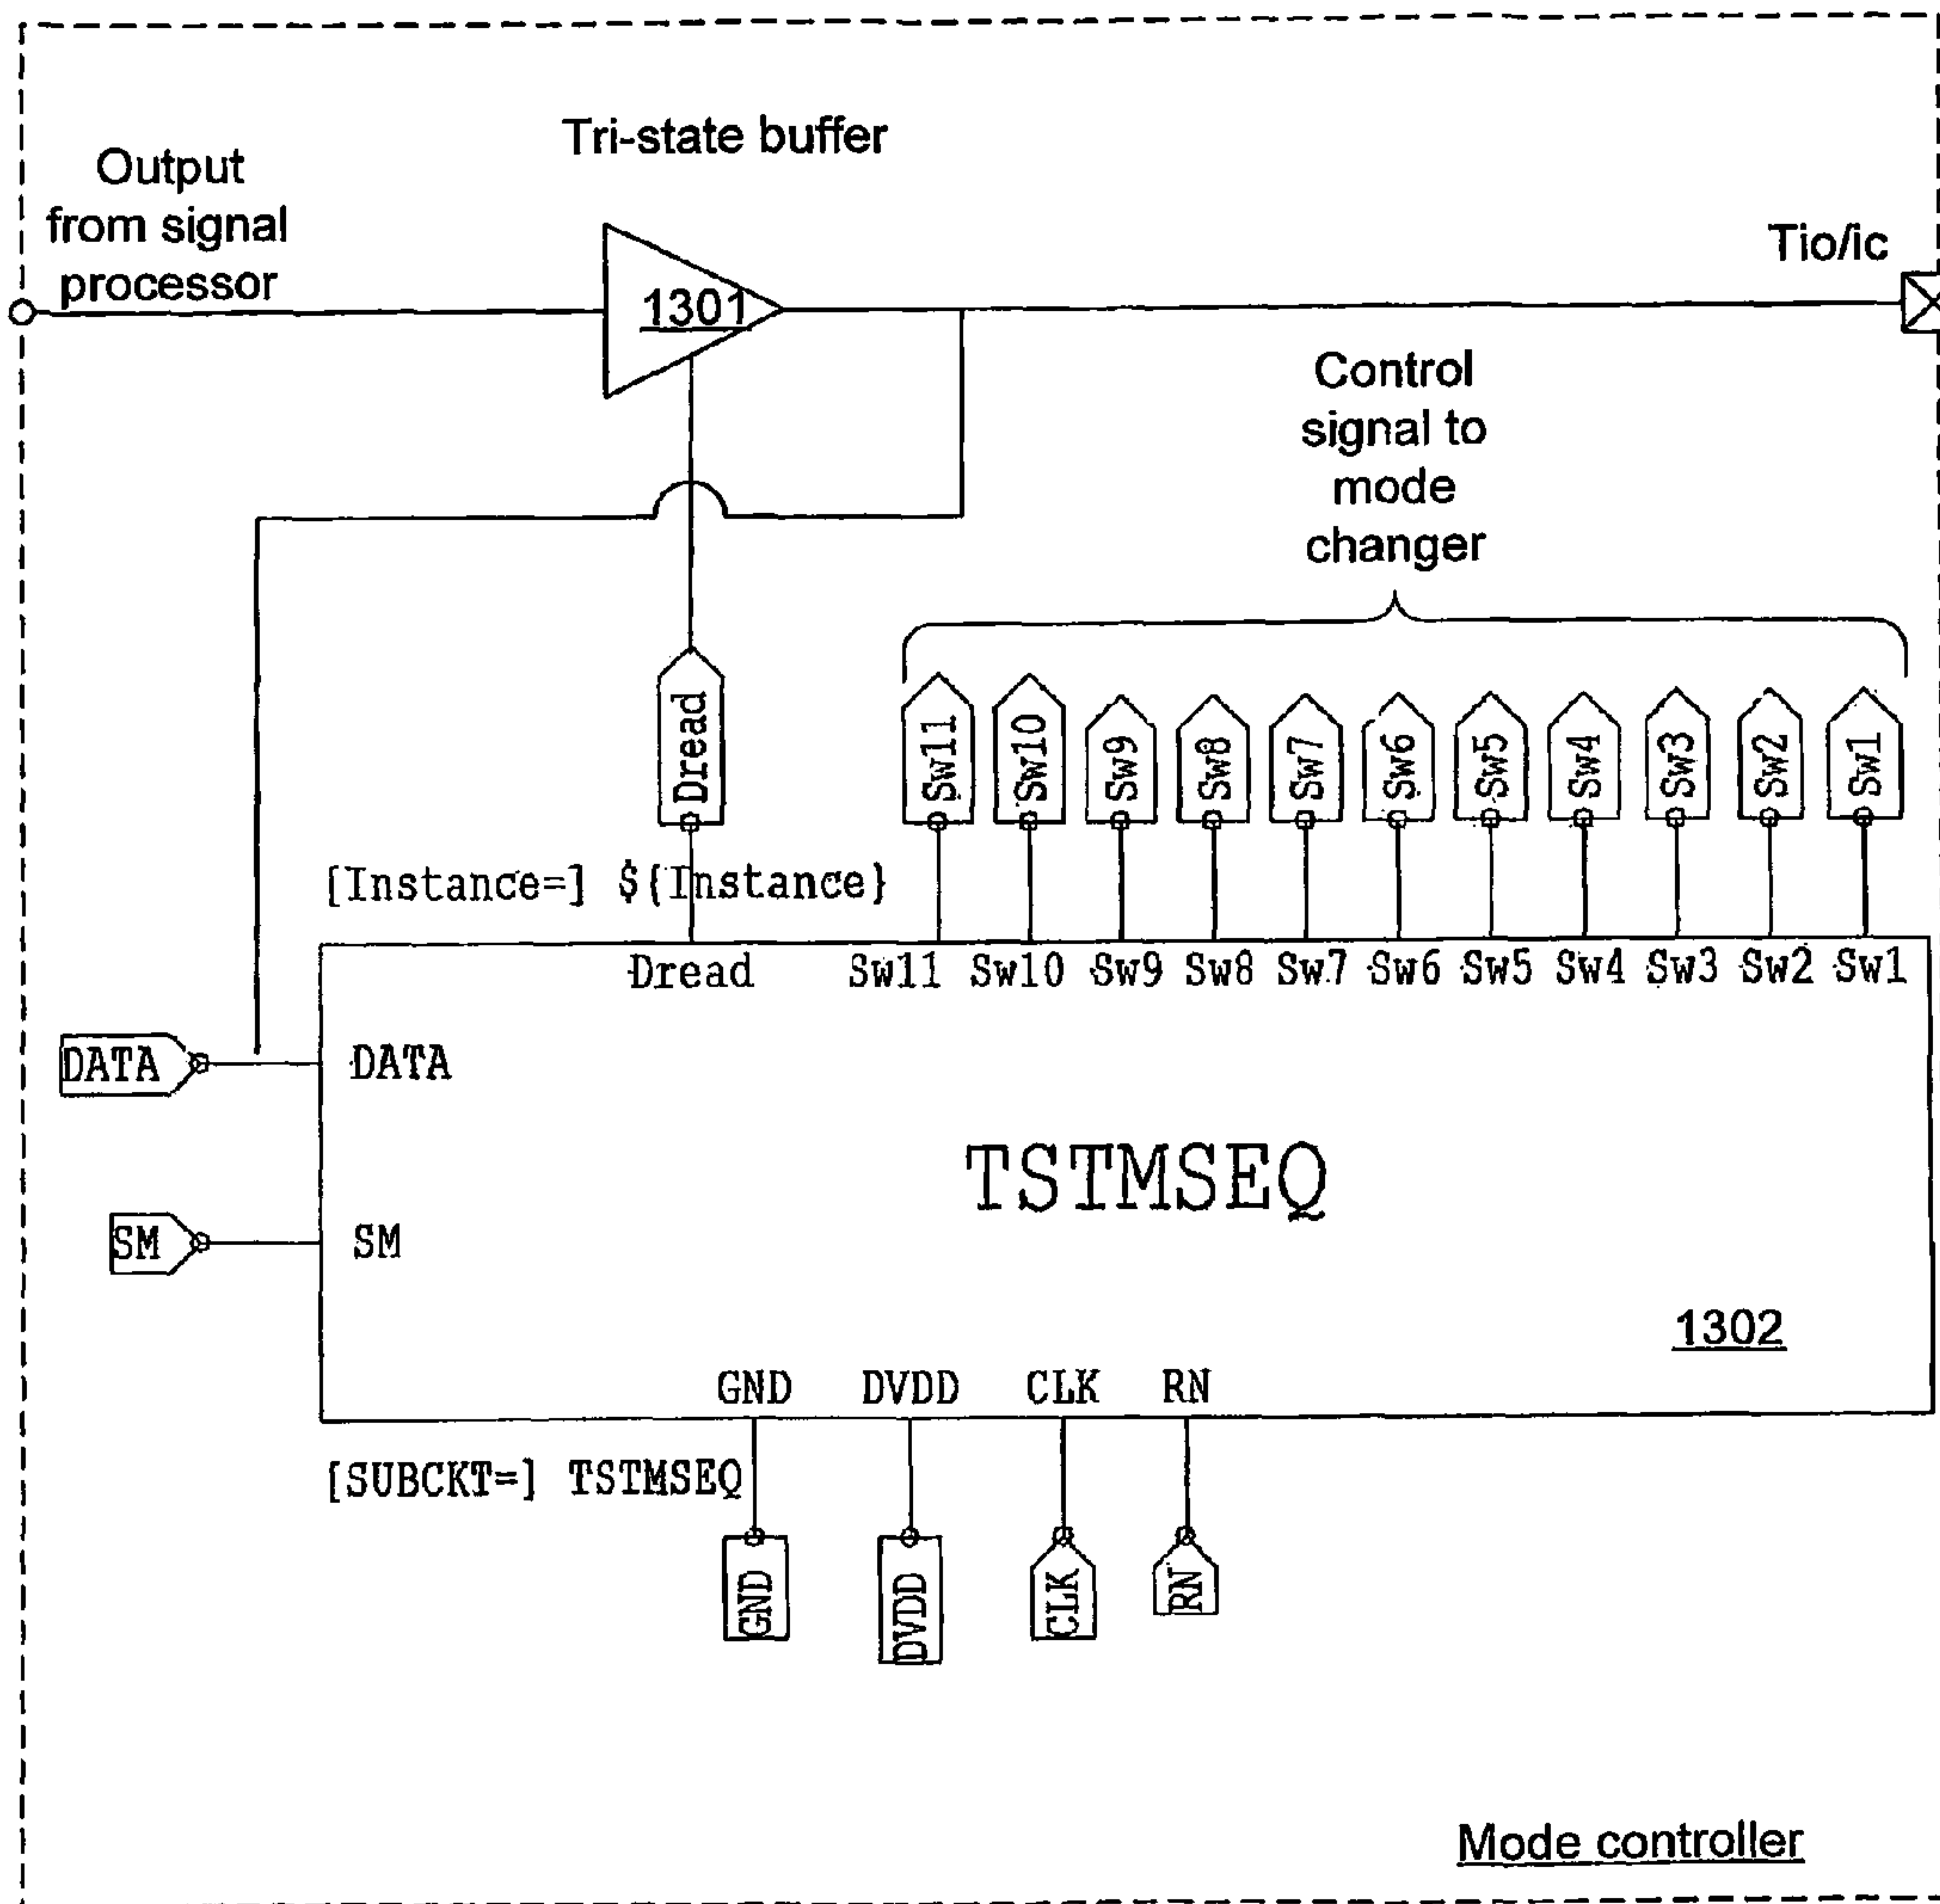 Tri-state buffer
Output
from signal
processor
1301
Tio/ic
Control
signal to
mode
changer
Dread
Sw11
Sw10
Sw9
Sw8
Sw7
Sw6
Sw5
Sw4
Sw3
Sw2
Sw1
[Instance=] ${Instance}
Dread Sw11 Sw10 Sw9 Sw8 Sw7 Sw6 Sw5 Sw4 Sw3 Sw2 Sw1
DATA DATA
TSTMSEQ
SM SM
1302
GND DVDD CLK RN
[SUBCKT=] TSTMSEQ
GND
DVDD
CLK
RN
Mode controller